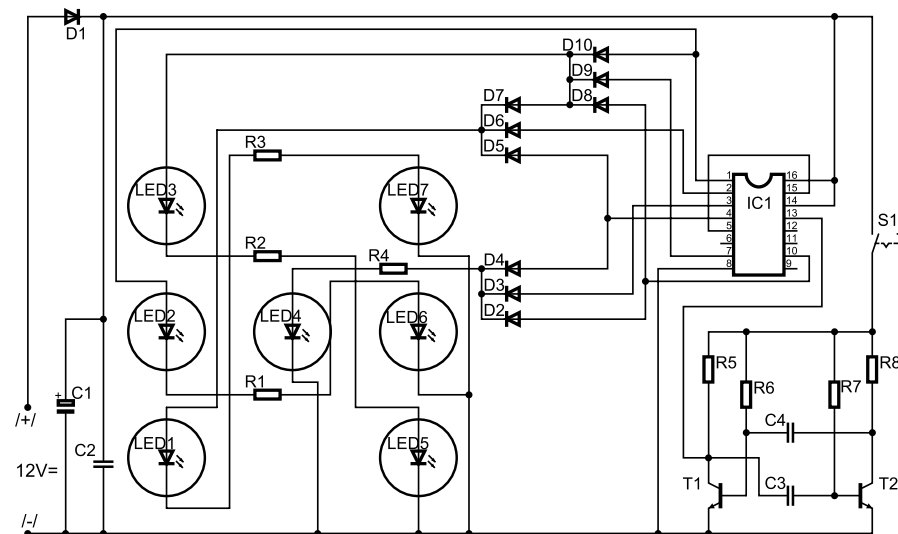 D1
D10
D9
D7 D8
D6
R3 D5
LED3 LED7
1 16
2 15
3 IC1 14
4 13
5 12
6 11
7 10
8 9
S1
R2
R4 D4
D3
LED2 LED4 LED6
D2
R1
R5 R8
R6 R7
+ C1
/+/
C4
C2
LED1 LED5
12V=
T1 C3 T2
/-/